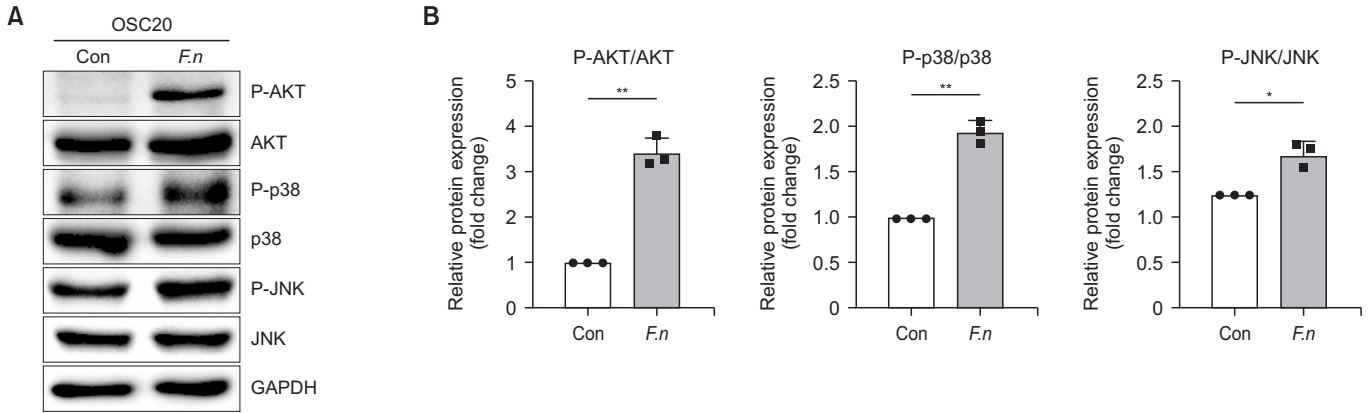 A
OSC20
Con F.n
P-AKT
AKT
P-p38
p38
P-JNK
JNK
GAPDH
B
P-AKT/AKT
Relative protein expression
(fold change)
5
4
3
2
1
0
**
Con F.n
P-p38/p38
Relative protein expression
(fold change)
2.5
2.0
1.5
1.0
0.5
0
**
Con F.n
P-JNK/JNK
Relative protein expression
(fold change)
2.5
2.0
1.5
1.0
0.5
0
*
Con F.n